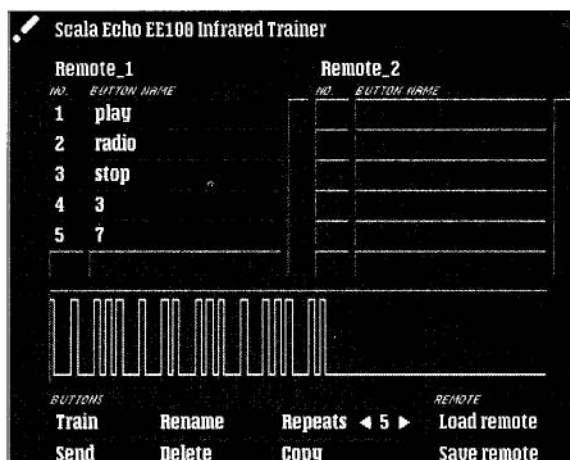 Scala Echo EE100 Infrared Trainer
Remote_1 Remote_2
NO. BUTTON NAME NO. BUTTON NAME
1 play
2 radio
3 stop
4 3
5 7
BUTTONS REMOTE
Train Rename Repeats ◀ 5 ▶ Load remote
Send Delete Copy Save remote